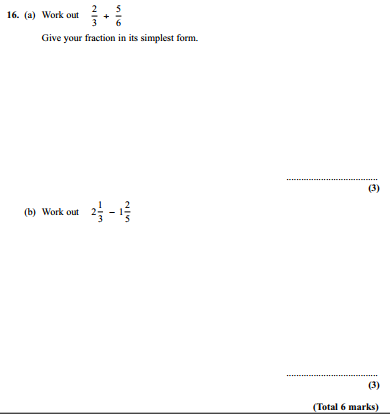 16. (a) Work out 2/3 + 5/6
Give your fraction in its simplest form.
..........................................
(3)
(b) Work out 2 1/3 − 1 2/5
..........................................
(3)
(Total 6 marks)